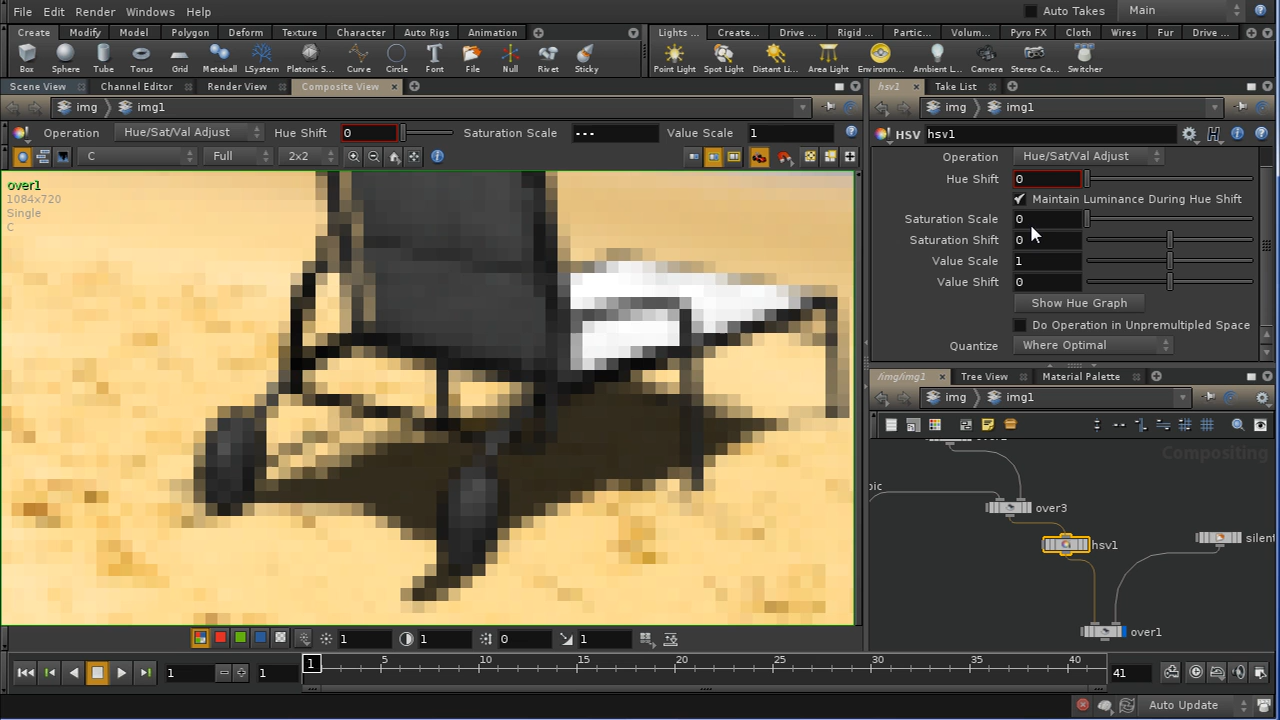 File Edit Render Windows Help Auto Takes Main
Create Modify Model Polygon Deform Texture Character Auto Rigs Animation Lights ... Create... Drive ... Rigid ... Partic... Volum... Pyro FX Cloth Wires Fur Drive ...
Box Sphere Tube Torus Grid Metaball LSystem Platonic S... Curve Circle Font File Null Rivet Sticky Point Light Spot Light Distant Li... Area Light Environm... Ambient L... Camera Stereo Ca... Switcher
Scene View Channel Editor Render View Composite View hsv1 Take List
img img1 img img1
Operation Hue/Sat/Val Adjust Hue Shift 0 Saturation Scale --- Value Scale 1 HSV hsv1
C Full 2x2 Operation Hue/Sat/Val Adjust
over1
1084x720
Single
C
Hue Shift 0
Maintain Luminance During Hue Shift
Saturation Scale 0
Saturation Shift 0
Value Scale 1
Value Shift 0
Show Hue Graph
Do Operation in Unpremultipled Space
Quantize Where Optimal
/img/img1 Tree View Material Palette
img img1
Compositing
pic
over3
hsv1
silent
over1
1 1 0 1
1 1 1 5 10 15 20 25 30 35 40 41
Auto Update